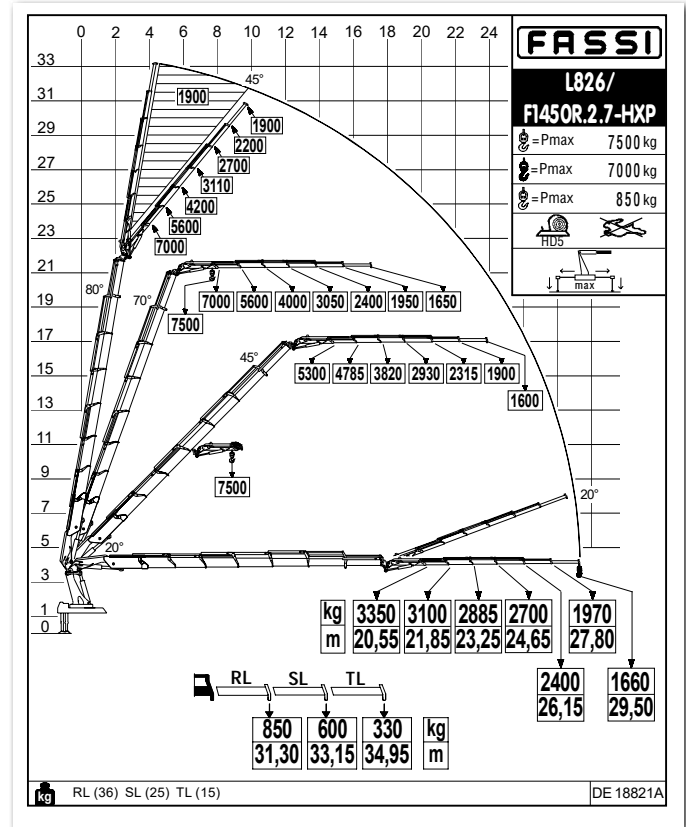 0 2 4 6 8 10 12 14 16 18 20 22 24
FASSI
L826/
F1450R.2.7-HXP
=Pmax 7500 kg
=Pmax 7000 kg
=Pmax 850 kg
HD5
max
33
31
29
27
25
23
21
19
17
15
13
11
9
7
5
3
1
0
45°
1900
1900
2200
2700
3110
4200
5600
7000
80°
70°
7500
7000 5600 4000 3050 2400 1950 1650
45°
5300 4785 3820 2930 2315 1900
1600
7500
20°
20°
kg 3350 3100 2885 2700 1970
m 20,55 21,85 23,25 24,65 27,80
2400 1660
26,15 29,50
RL SL TL
850 600 330 kg
31,30 33,15 34,95 m
kg RL (36) SL (25) TL (15)
DE 18821A